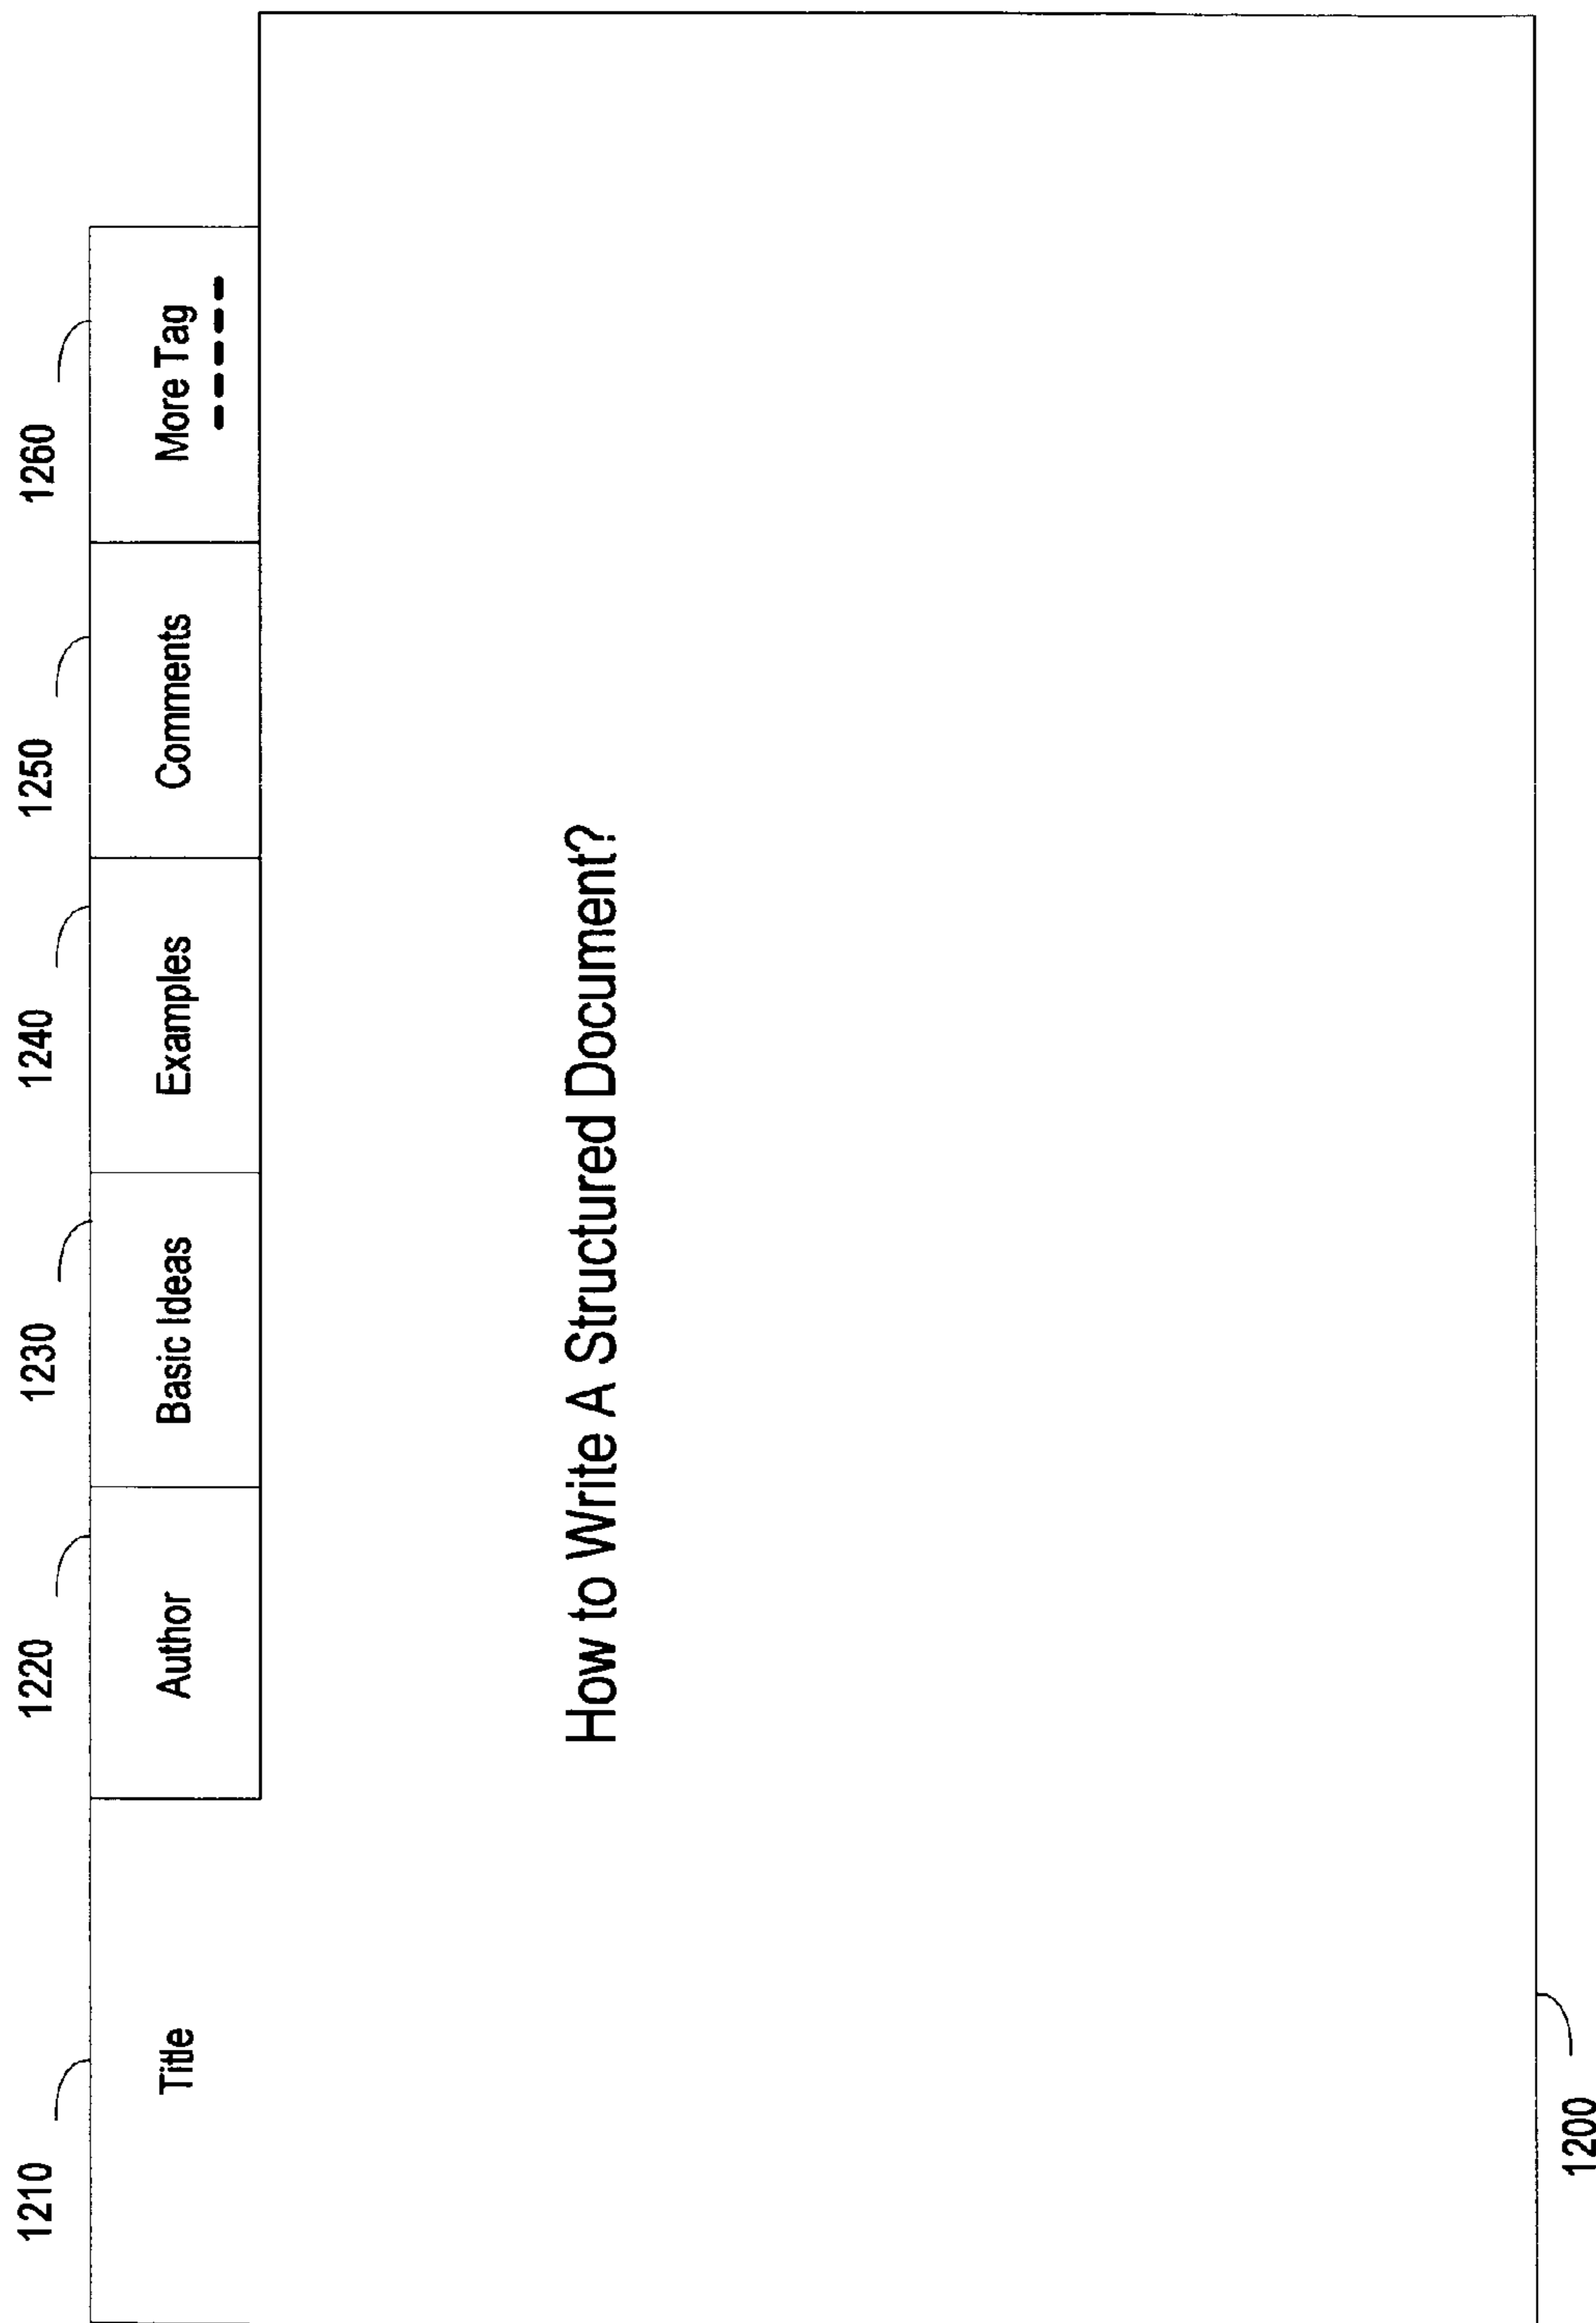 1210 1220 1230 1240 1250 1260
Title Author Basic Ideas Examples Comments More Tag
How to Write A Structured Document?
1200